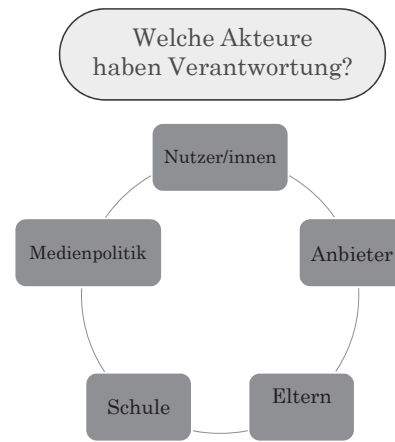 Welche Akteure
haben Verantwortung?
Nutzer/innen
Medienpolitik
Anbieter
Schule
Eltern